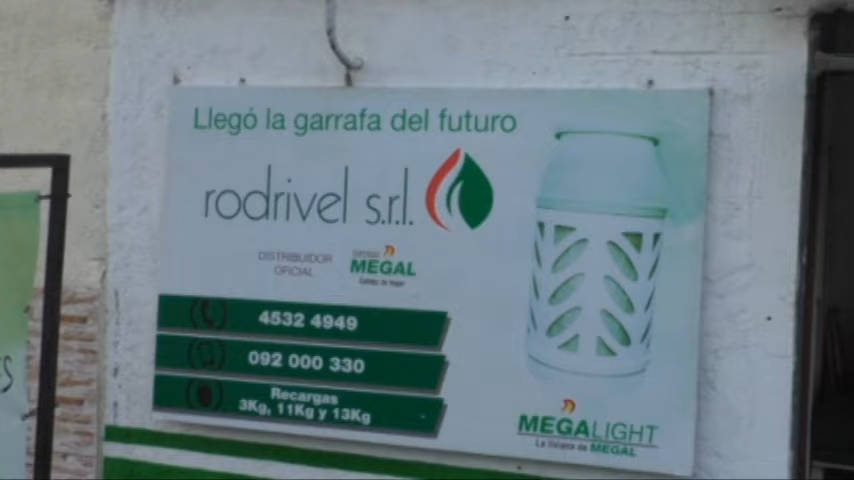 Llegó la garrafa del futuro
rodrivel s.r.l.
DISTRIBUIDOR
OFICIAL
MEGAL
4532 4949
092 000 330
Recargas
3Kg, 11Kg y 13Kg
MEGALIGHT
La liviana de MEGAL
ES